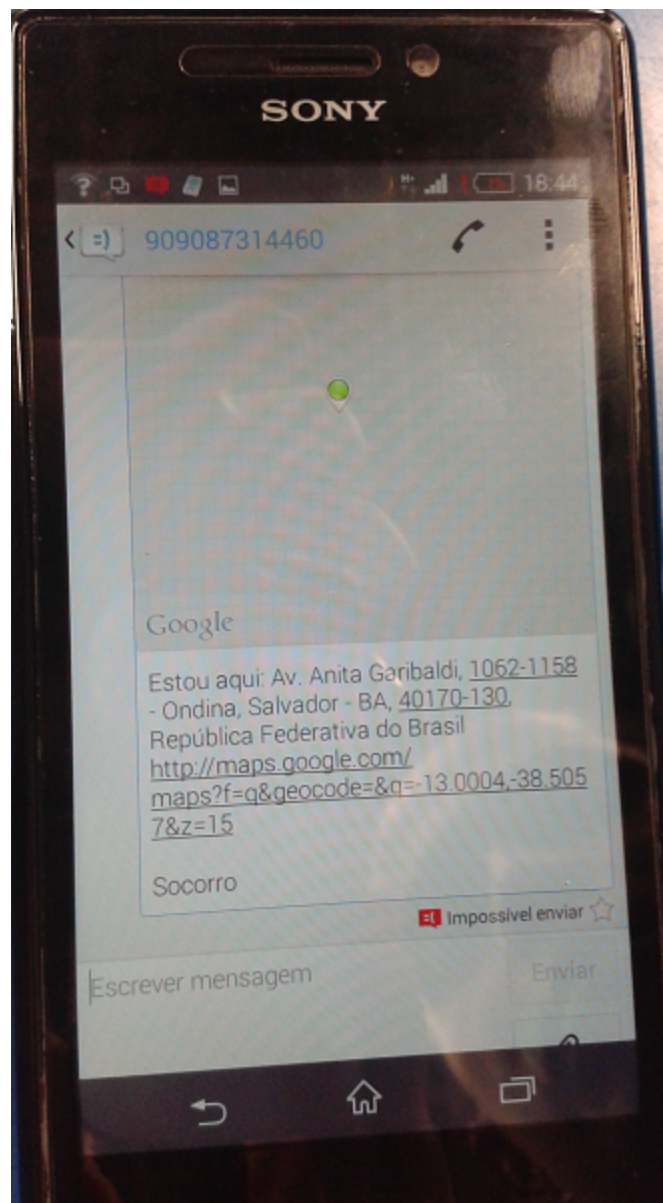 SONY
18:44
909087314460
Google
Estou aqui: Av. Anita Garibaldi, 1062-1158
- Ondina, Salvador - BA, 40170-130,
República Federativa do Brasil
http://maps.google.com/
maps?f=q&geocode=&q=-13.0004,-38.505
7&z=15
Socorro
Impossível enviar
Escrever mensagem
Enviar